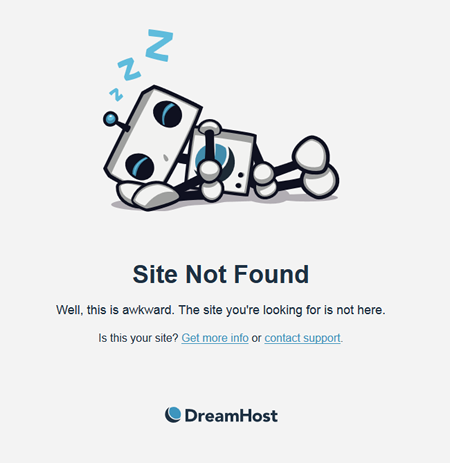 z z z
Site Not Found
Well, this is awkward. The site you're looking for is not here.
Is this your site? Get more info or contact support.
DreamHost